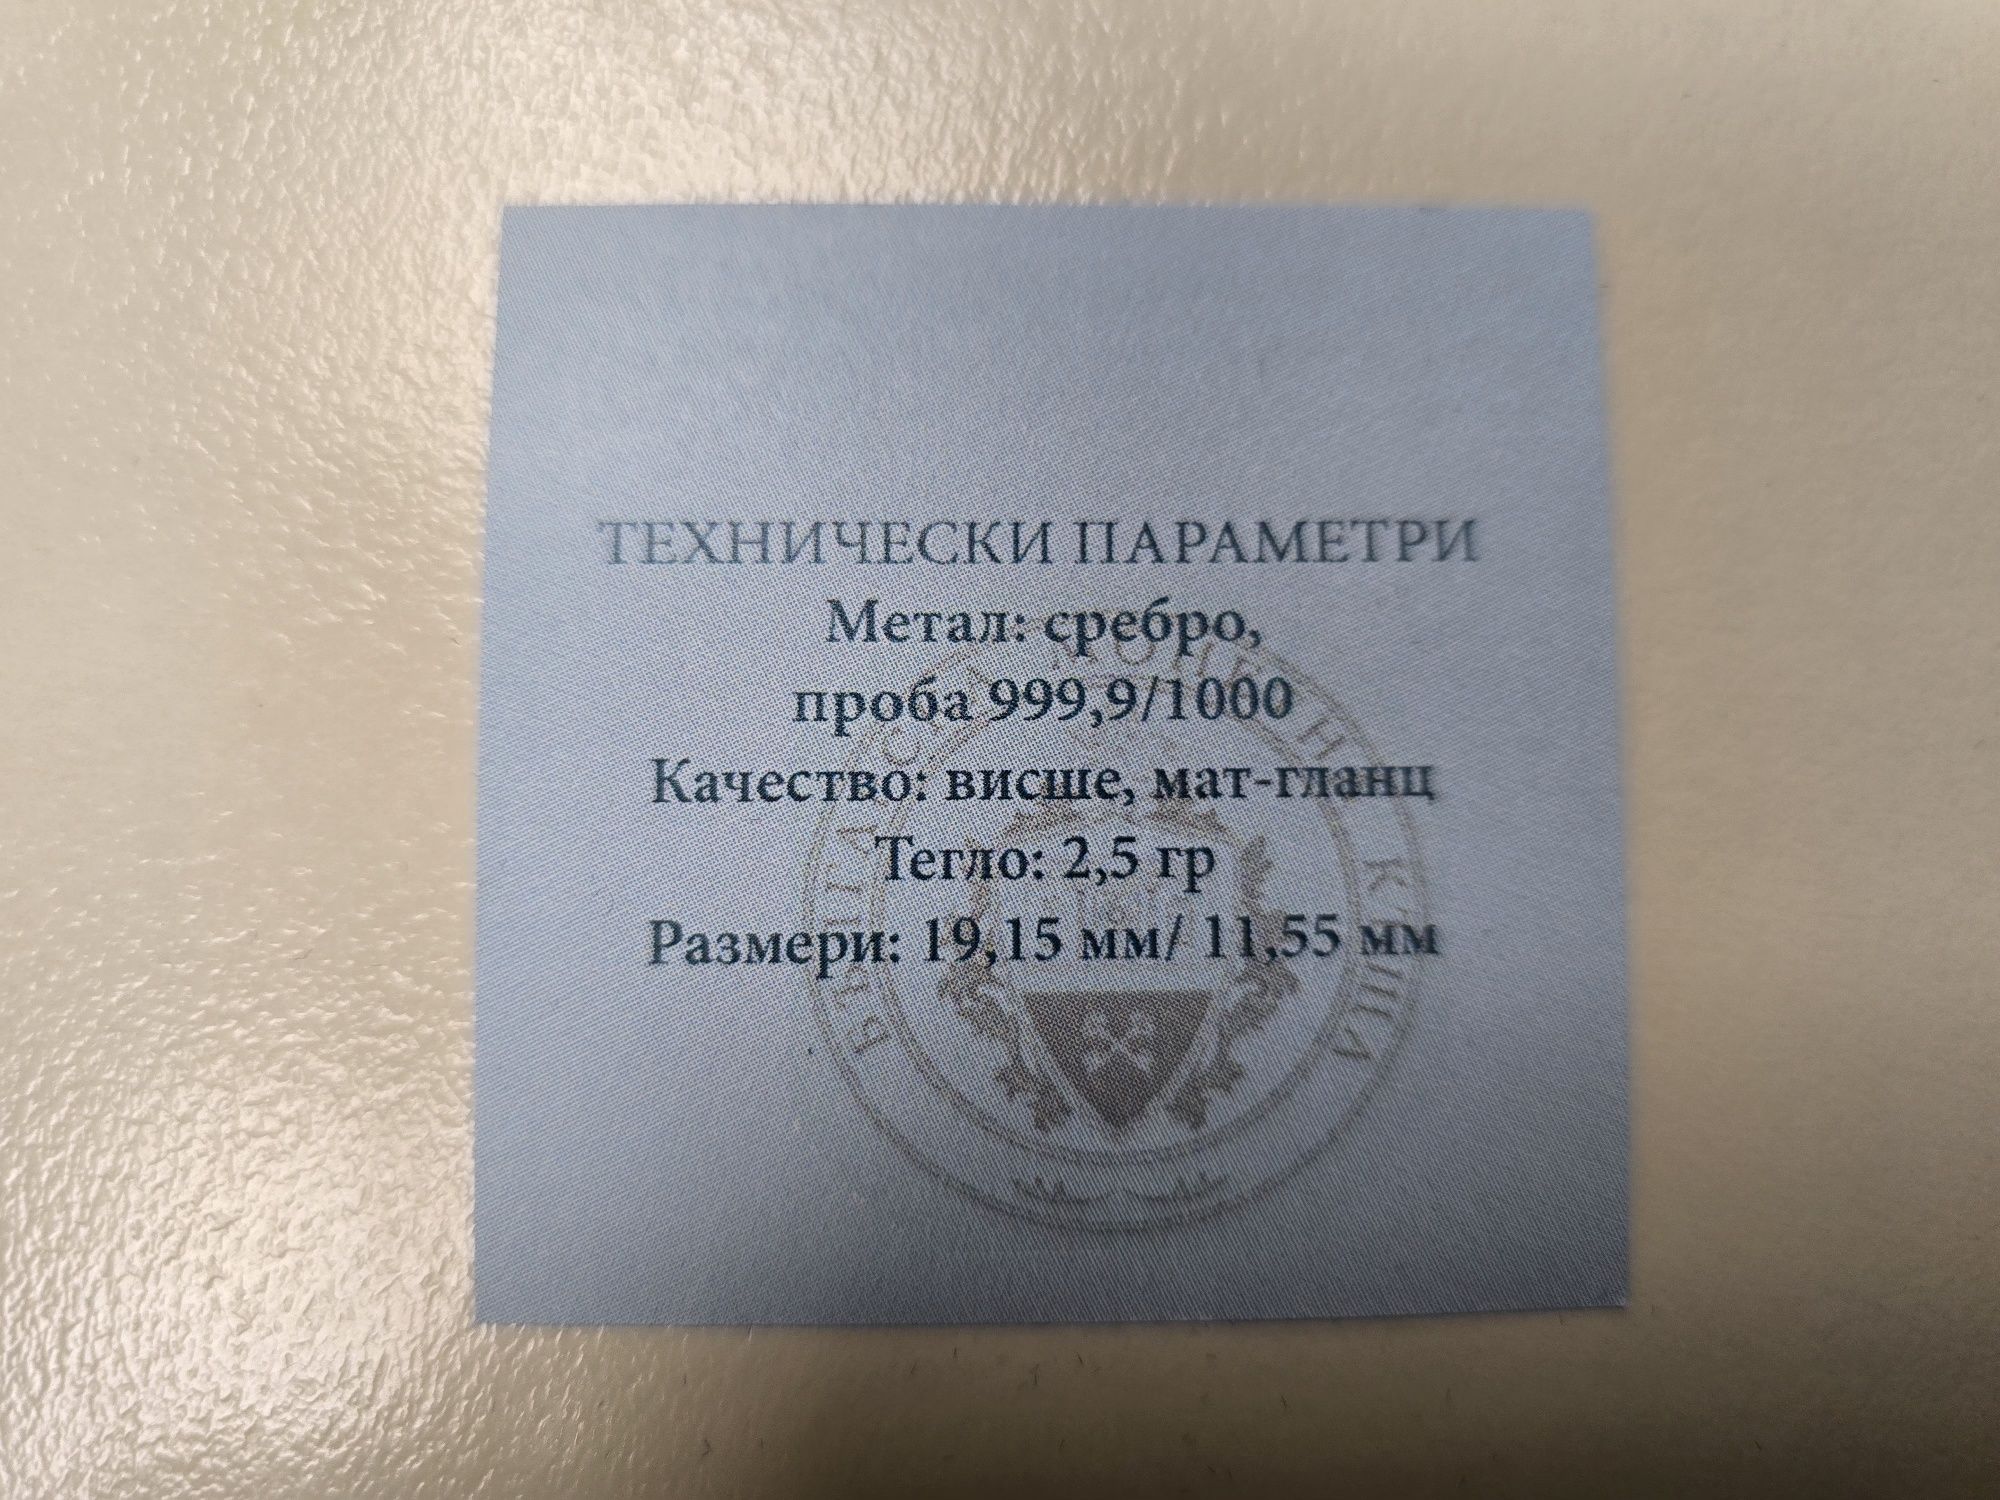 ТЕХНИЧЕСКИ ПАРАМЕТРИ
Метал: сребро,
проба 999,9/1000
Качество: висше, мат-гланц
Тегло: 2,5 гр
Размери: 19,15 мм/ 11,55 мм
КЪЩА